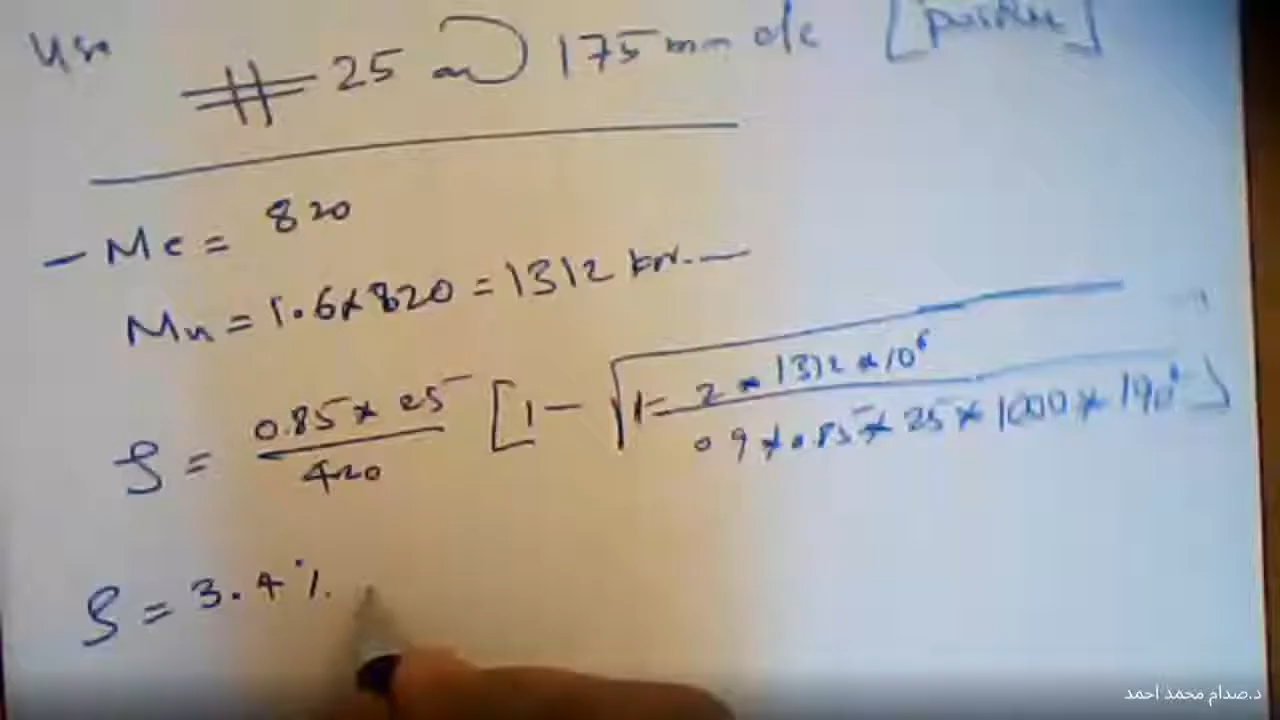 Use # 25 @ 175 mm c/c [positive]
- Mc = 820
Mu = 1.6 x 820 = 1312 kN.
ρ = 0.85 x 25 / 420 [1 - √1 - 2 x 1312 x 10⁶ / 0.9 x 0.85 x 25 x 1000 x 190² ]
ρ = 3.4 %
د.صدام محمد احمد